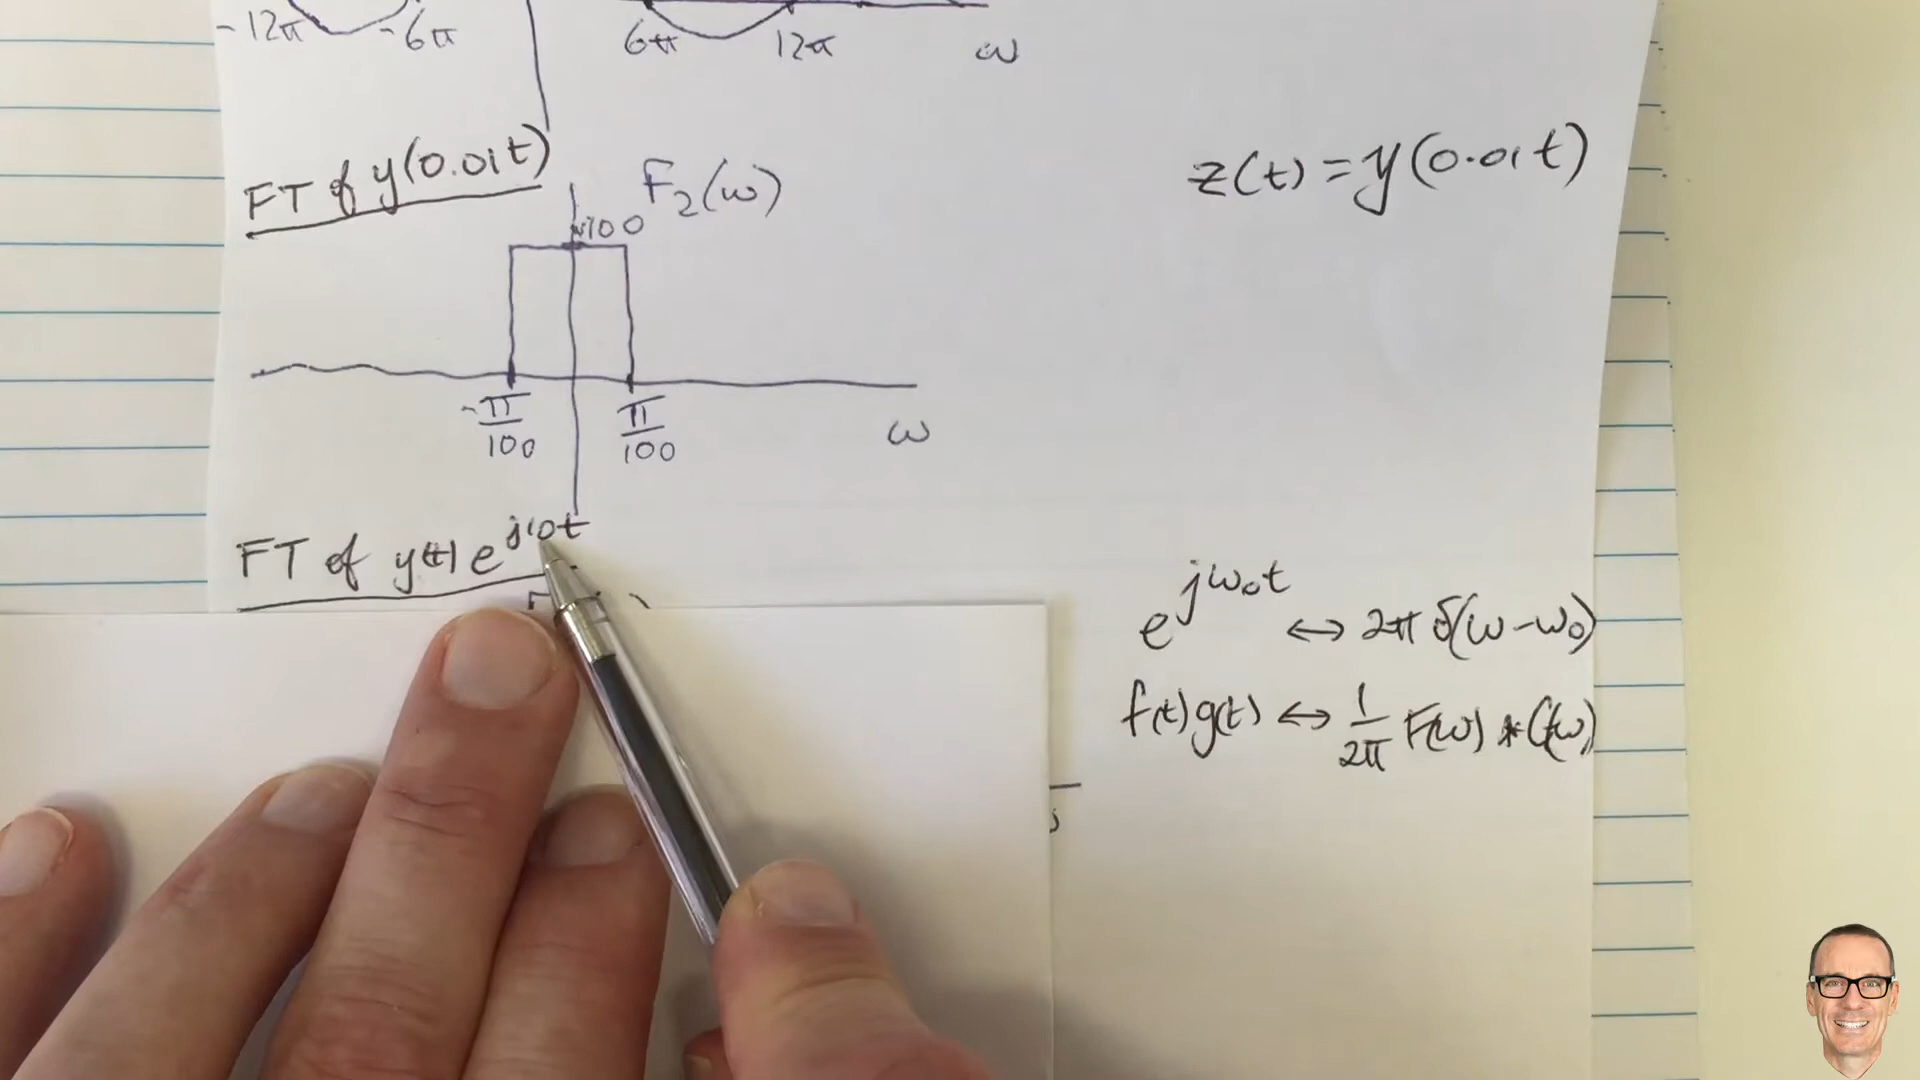 -12π -6π 6π 12π ω
FT of y(0.01t)
F₂(ω)
100
-π/100 π/100 ω
z(t) = y(0.01t)
FT of y(t) e^{j10t}
e^{jω₀t} ↔ 2π δ(ω-ω₀)
f(t)g(t) ↔ 1/2π F(ω) * G(ω)